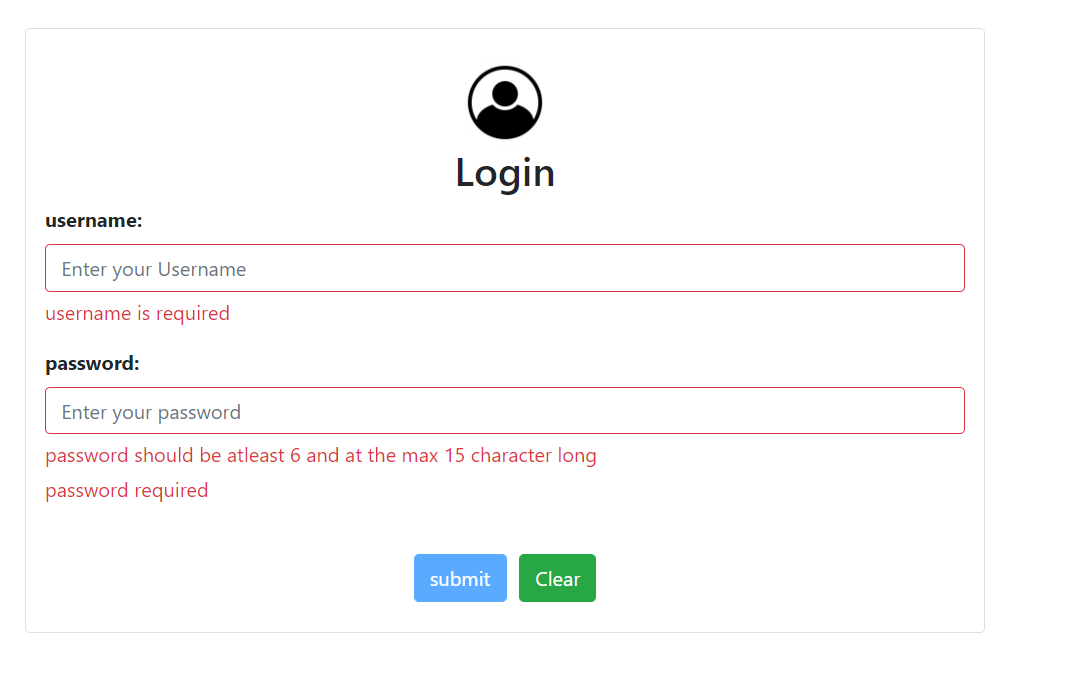 Login
username:
Enter your Username
username is required
password:
Enter your password
password should be atleast 6 and at the max 15 character long
password required
submit Clear